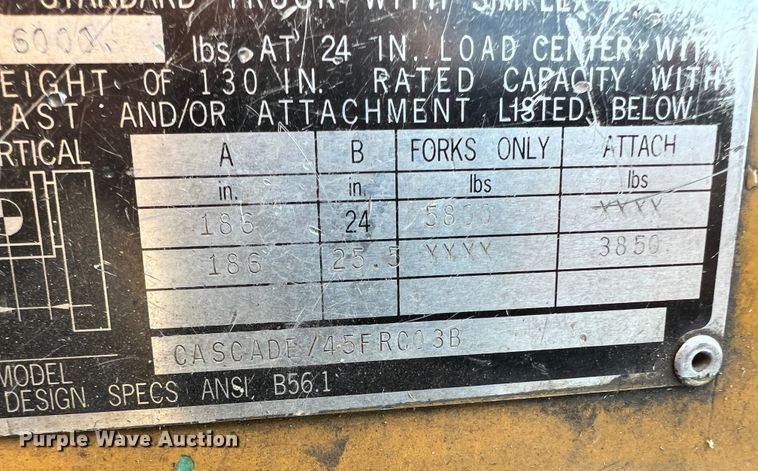 STANDARD TRUCK WITH SIMPLEX
6000 lbs. AT 24 IN. LOAD CENTER WITH
EIGHT OF 130 IN. RATED CAPACITY WITH
MAST AND/OR ATTACHMENT LISTED BELOW.
RTICAL A B FORKS ONLY ATTACH
in. in. lbs lbs
186 24 5800 XXXX
186 25.5 XXXX 3850
CASCADE/45FRC03B
MODEL
DESIGN SPECS ANSI B56.1
Purple Wave Auction